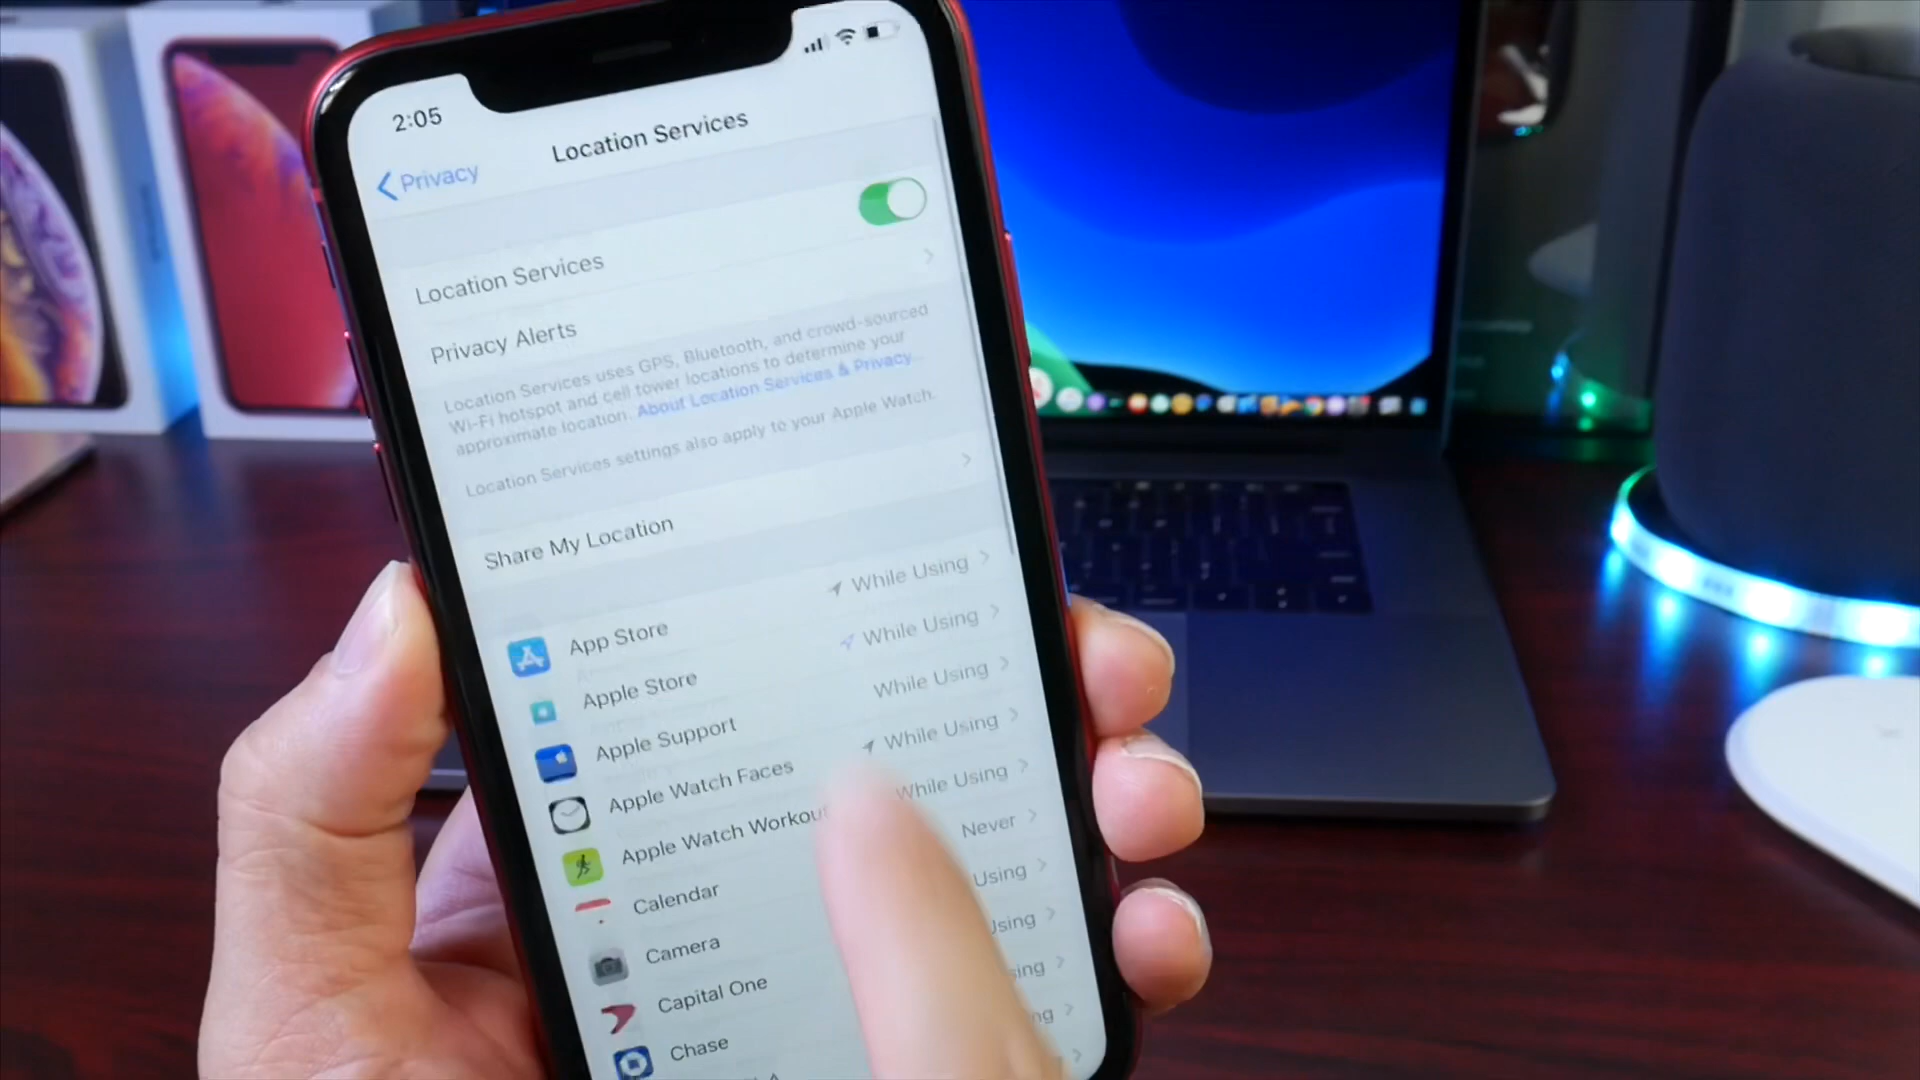 2:05
Privacy
Location Services
Location Services
Privacy Alerts
Location Services uses GPS, Bluetooth, and crowd-sourced
Wi-Fi hotspot and cell tower locations to determine your
approximate location. About Location Services & Privacy...
Location Services settings also apply to your Apple Watch.
Share My Location
App Store While Using
Apple Store While Using
Apple Support While Using
Apple Watch Faces While Using
Apple Watch Workou While Using
Calendar Never
Camera Using
Capital One Using
Chase